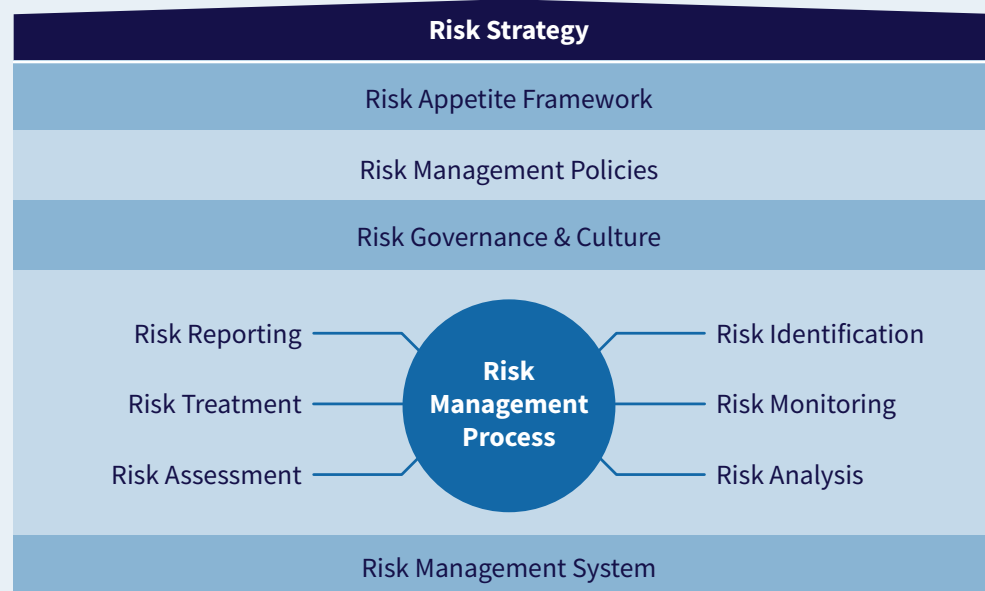 Risk Strategy
Risk Appetite Framework
Risk Management Policies
Risk Governance & Culture
Risk Reporting
Risk Treatment
Risk Assessment
Risk
Management
Process
Risk Identification
Risk Monitoring
Risk Analysis
Risk Management System